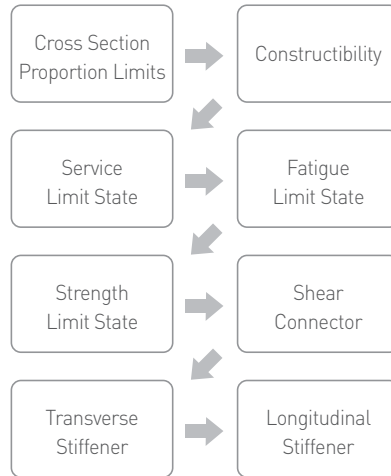 Cross Section
Proportion Limits
Constructibility
Service
Limit State
Fatigue
Limit State
Strength
Limit State
Shear
Connector
Transverse
Stiffener
Longitudinal
Stiffener